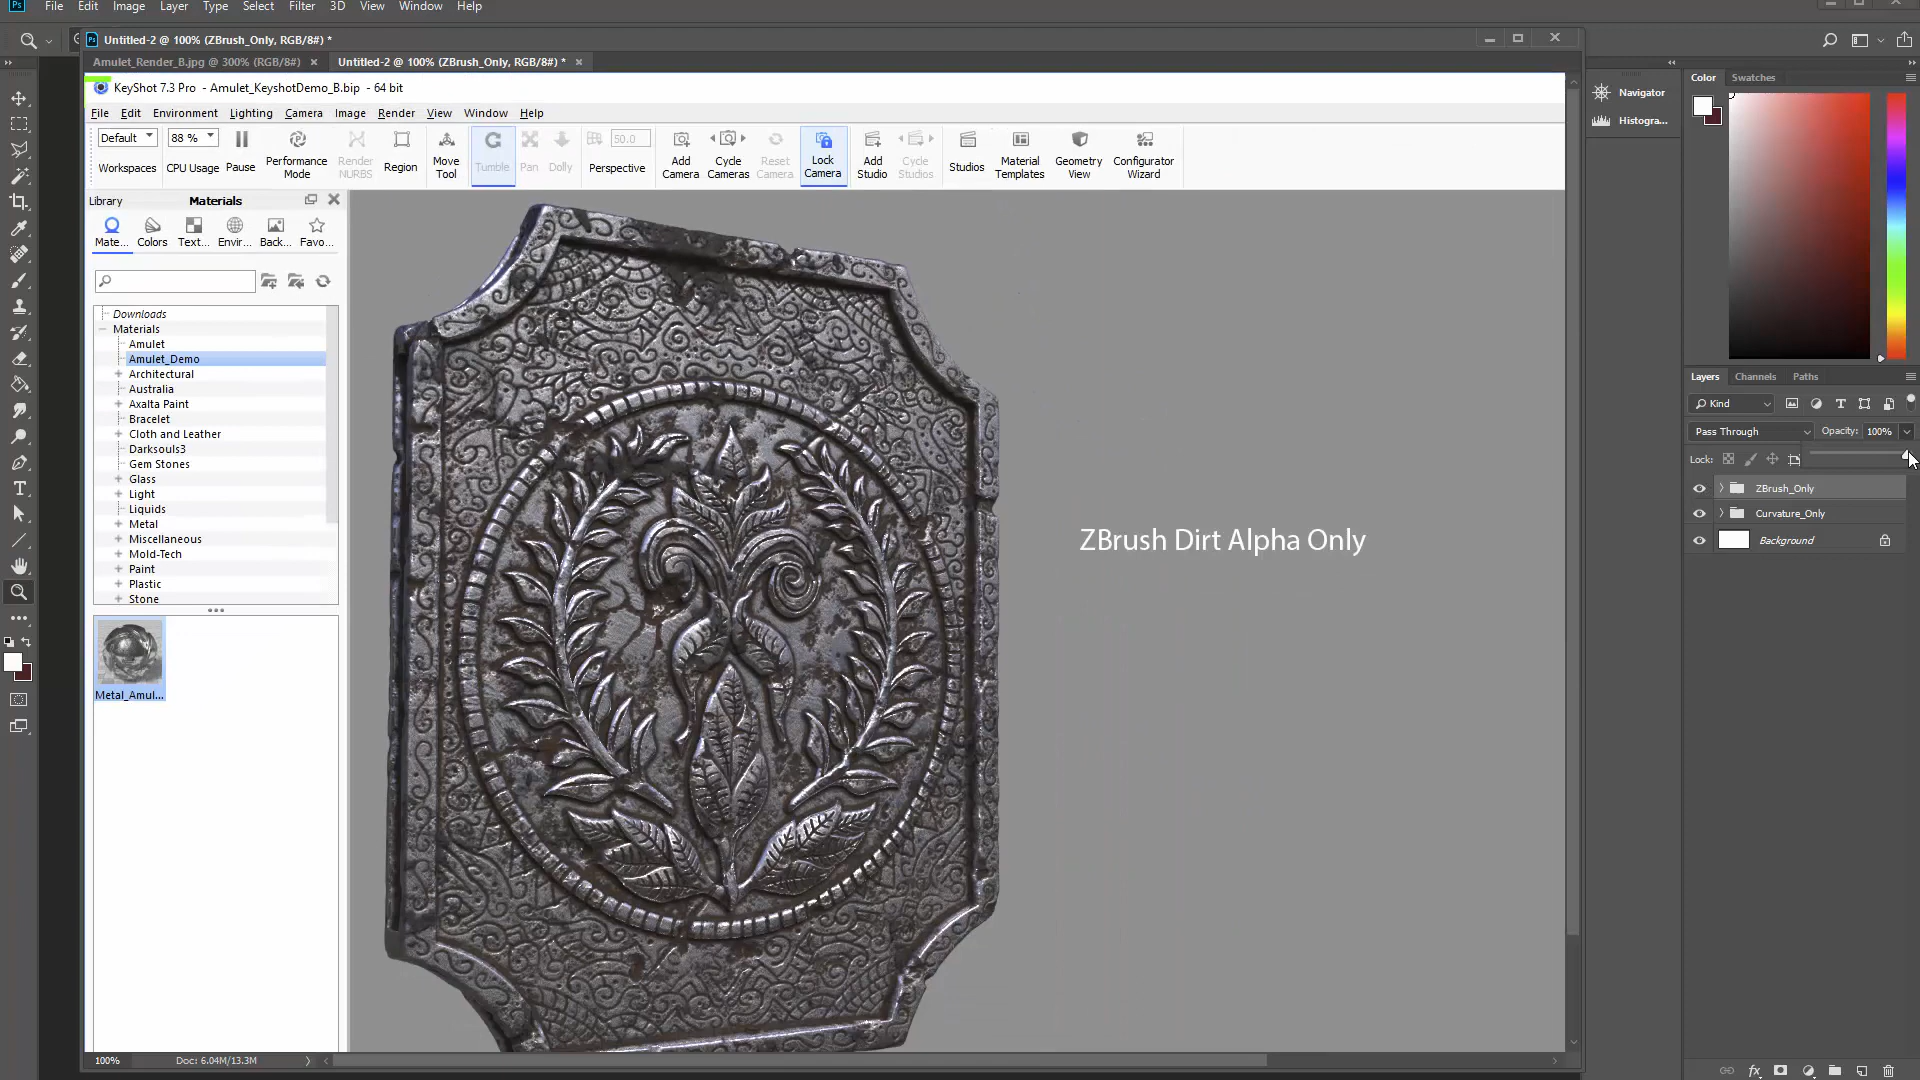 File Edit Image Layer Type Select Filter 3D View Window Help
Untitled-2 @ 100% (ZBrush_Only, RGB/8#) *
Amulet_Render_B.jpg @ 300% (RGB/8#)
Untitled-2 @ 100% (ZBrush_Only, RGB/8#) *
KeyShot 7.3 Pro - Amulet_KeyshotDemo_B.bip - 64 bit
File Edit Environment Lighting Camera Image Render View Window Help
Default
88 %
50.0
Workspaces
CPU Usage
Pause
Performance Mode
Render NURBS
Region
Move Tool
Tumble
Pan
Dolly
Perspective
Add Camera
Cycle Cameras
Reset Camera
Lock Camera
Add Studio
Cycle Studios
Studios
Material Templates
Geometry View
Configurator Wizard
Library
Materials
Mate... Colors Text... Envir... Back... Favo...
Downloads
Materials
Amulet
Amulet_Demo
Architectural
Australia
Axalta Paint
Bracelet
Cloth and Leather
Darksouls3
Gem Stones
Glass
Light
Liquids
Metal
Miscellaneous
Mold-Tech
Paint
Plastic
Stone
Metal_Amul...
ZBrush Dirt Alpha Only
100%
Doc: 6.04M/13.3M
Navigator
Histogra...
Color Swatches
Layers Channels Paths
Kind
Pass Through
Opacity: 100%
Lock:
ZBrush_Only
Curvature_Only
Background